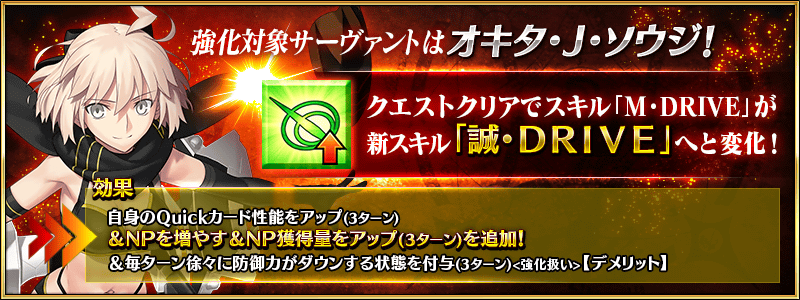 強化対象サーヴァントはオキタ・J・ソウジ!
クエストクリアでスキル「M・DRIVE」が
新スキル「誠・DRIVE」へと変化!
効果
自身のQuickカード性能をアップ(3ターン)
&NPを増やす&NP獲得量をアップ(3ターン)を追加!
&毎ターン徐々に防御力がダウンする状態を付与(3ターン)<強化扱い>【デメリット】